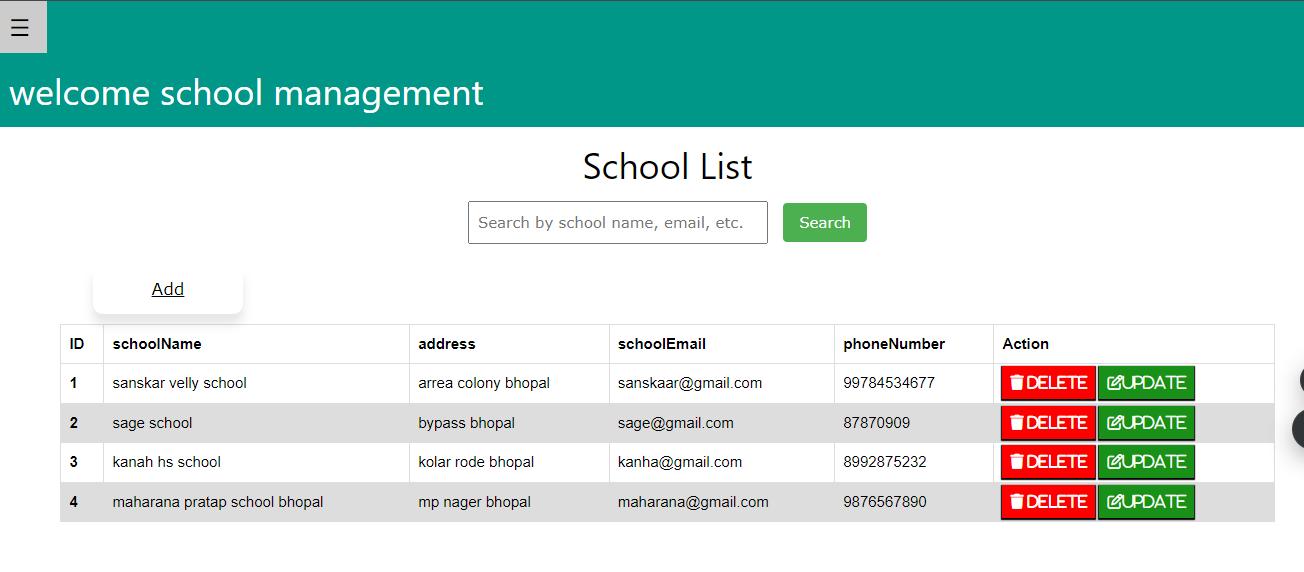 ☰
welcome school management
School List
Search by school name, email, etc. Search
Add
ID schoolName address schoolEmail phoneNumber Action
1 sanskar velly school arrea colony bhopal sanskaar@gmail.com 99784534677 DELETE UPDATE
2 sage school bypass bhopal sage@gmail.com 87870909 DELETE UPDATE
3 kanah hs school kolar rode bhopal kanha@gmail.com 8992875232 DELETE UPDATE
4 maharana pratap school bhopal mp nager bhopal maharana@gmail.com 9876567890 DELETE UPDATE